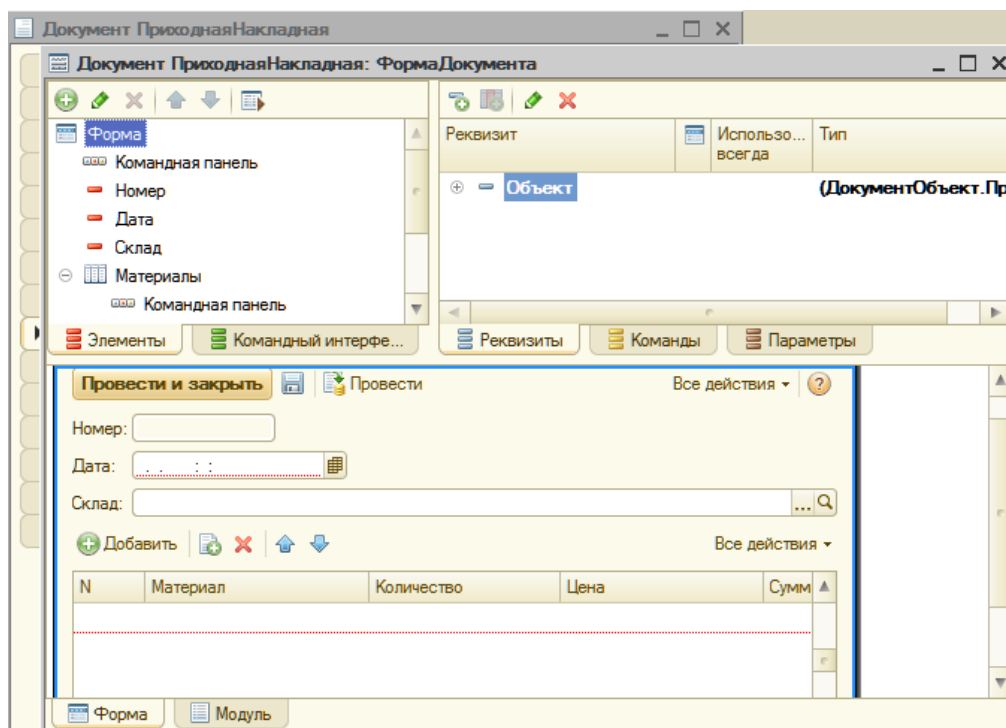 Документ ПриходнаяНакладная
Документ ПриходнаяНакладная: ФормаДокумента
Форма
Командная панель
Номер
Дата
Склад
Материалы
Командная панель
Элементы
Командный интерфе...
Реквизит
Использо... всегда
Тип
Объект
(ДокументОбъект.Пр
Реквизиты
Команды
Параметры
Провести и закрыть
Провести
Все действия
Номер:
Дата:
. . : :
Склад:
...
Добавить
Все действия
N Материал Количество Цена Сумм
Форма
Модуль